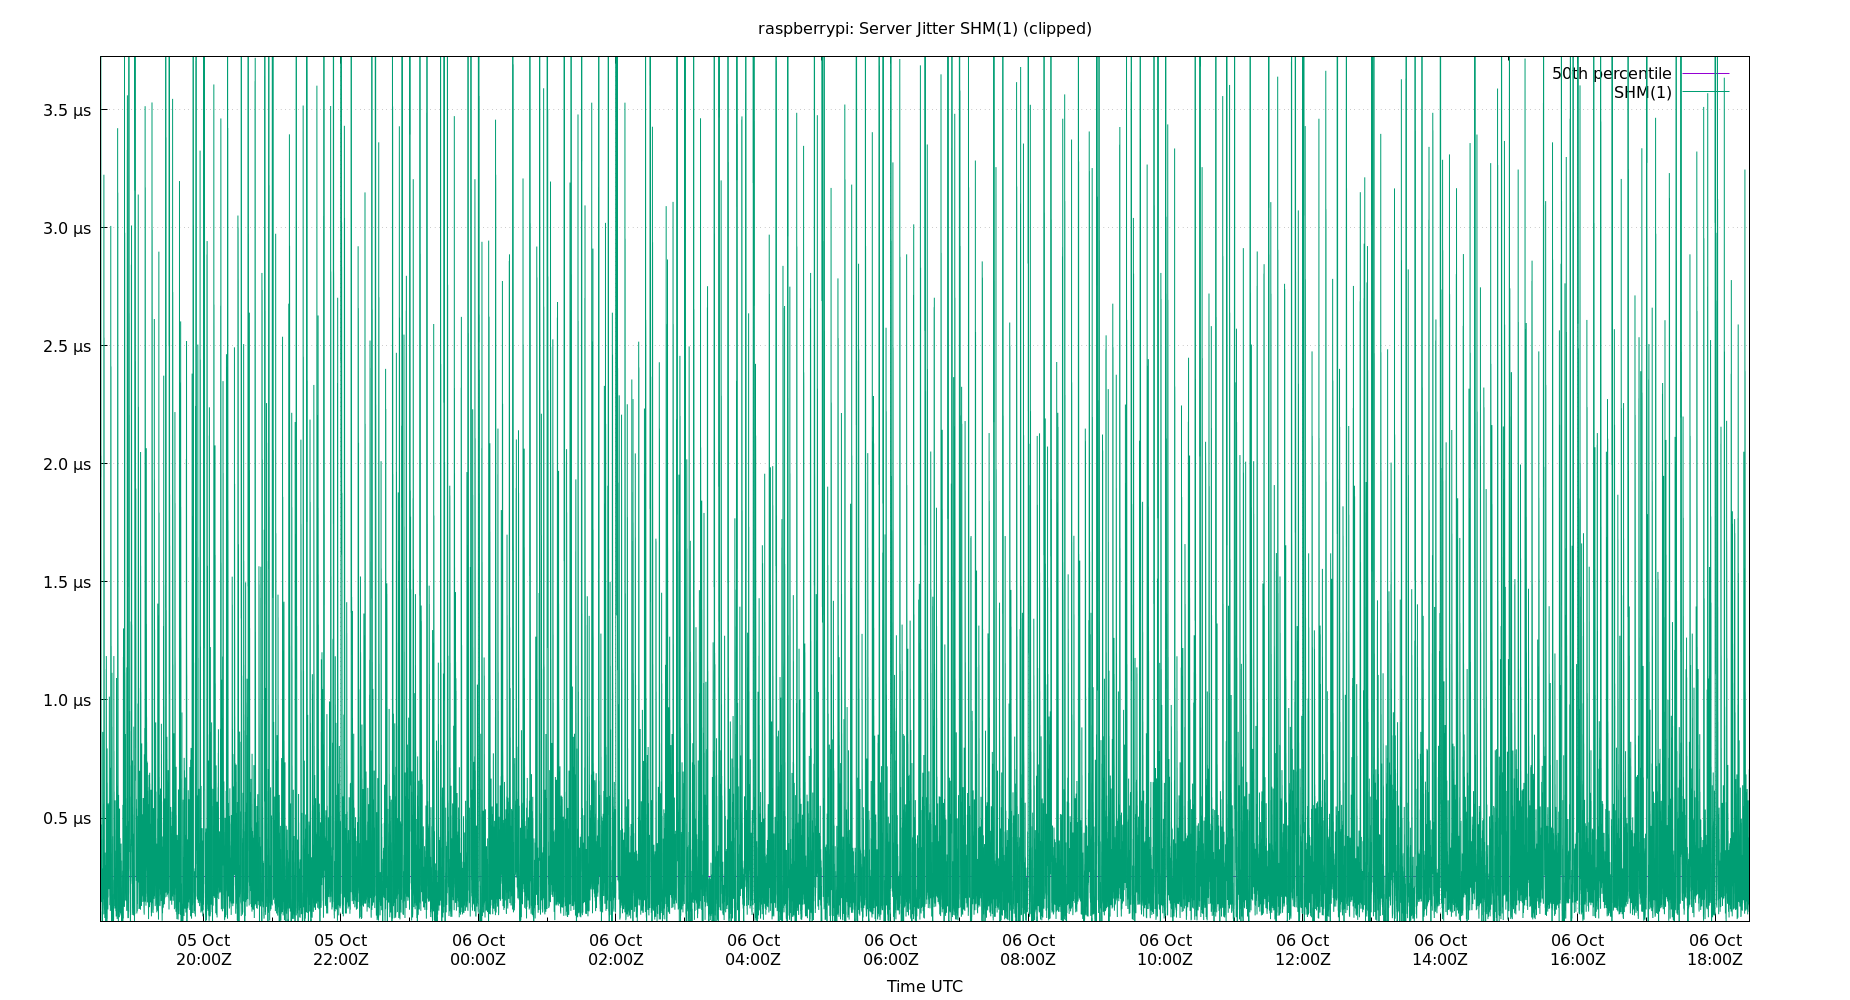 raspberrypi: Server Jitter SHM(1) (clipped)
50th percentile
SHM(1)
3.5 µs
3.0 µs
2.5 µs
2.0 µs
1.5 µs
1.0 µs
0.5 µs
05 Oct 05 Oct 06 Oct 06 Oct 06 Oct 06 Oct 06 Oct 06 Oct 06 Oct 06 Oct 06 Oct 06 Oct
20:00Z 22:00Z 00:00Z 02:00Z 04:00Z 06:00Z 08:00Z 10:00Z 12:00Z 14:00Z 16:00Z 18:00Z
Time UTC